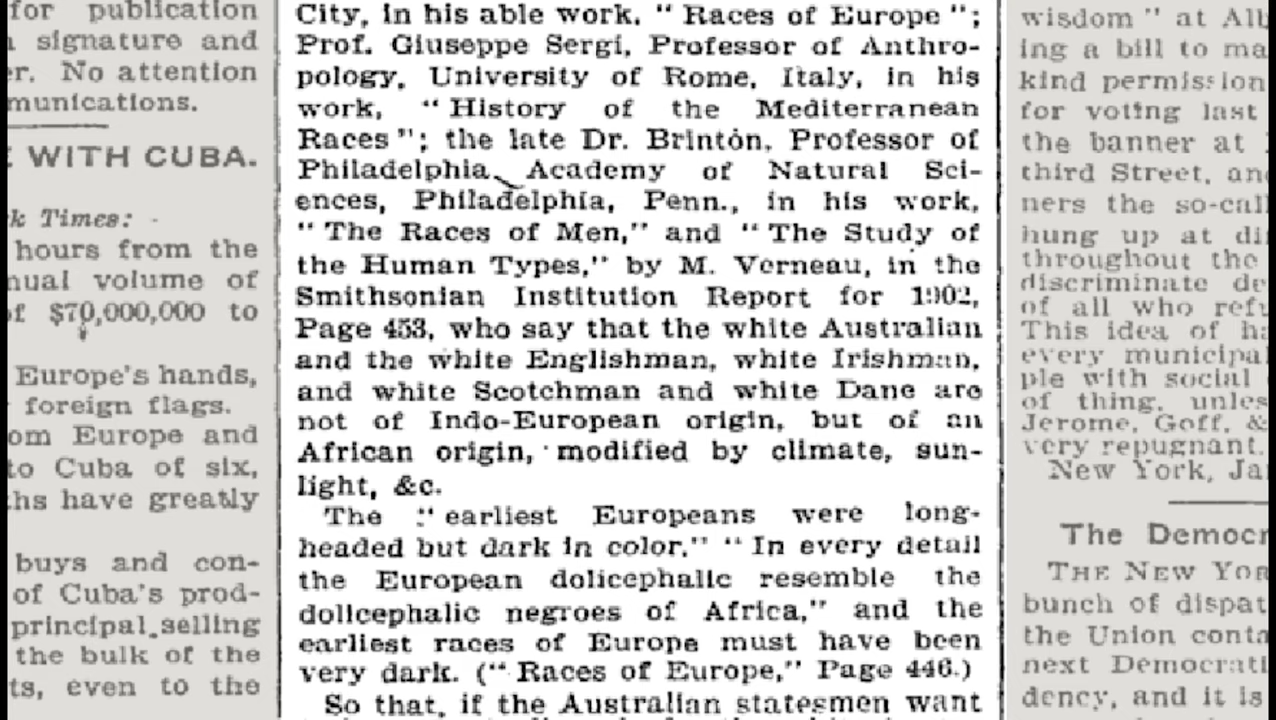 for publication
signature and
er. No attention
munications.
WITH CUBA.
k Times:
hours from the
nual volume of
of $70,000,000 to
Europe's hands,
foreign flags.
om Europe and
to Cuba of six,
ths have greatly
buys and con-
of Cuba's prod-
principal selling
the bulk of the
ts, even to the
City, in his able work, "Races of Europe";
Prof. Giuseppe Sergi, Professor of Anthro-
pology, University of Rome, Italy, in his
work, "History of the Mediterranean
Races"; the late Dr. Brinton, Professor of
Philadelphia Academy of Natural Sci-
ences, Philadelphia, Penn., in his work,
"The Races of Men," and "The Study of
the Human Types," by M. Verneau, in the
Smithsonian Institution Report for 1902,
Page 453, who say that the white Australian
and the white Englishman, white Irishman,
and white Scotchman and white Dane are
not of Indo-European origin, but of an
African origin, modified by climate, sun-
light, &c.
The "earliest Europeans were long-
headed but dark in color." "In every detail
the European dolicephalic resemble the
dolicephalic negroes of Africa," and the
earliest races of Europe must have been
very dark. ("Races of Europe," Page 446.)
So that, if the Australian statesmen want
wisdom" at Alb
ing a bill to ma
kind permission
for voting last
the banner at
third Street, and
ners the so-call
hung up at di
throughout the
discriminate de
of all who refu
This idea of ha
every municipal
ple with social
of thing, unles
Jerome, Goff, &
very repugnant.
New York, Jan
The Democr
THE NEW YOR
bunch of dispat
the Union conta
next Democrati
dency, and it is